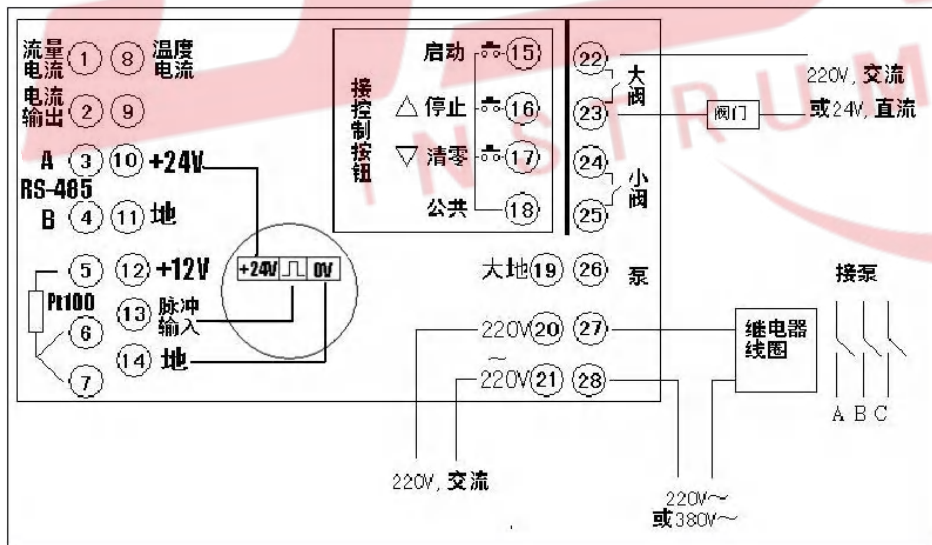 流量 ① ⑧ 温度
电流 电流
电流 ② ⑨
输出
A ③ ⑩ +24V
RS-485
B ④ ⑪ 地
⑤ ⑫ +12V
Pt100
⑥ ⑬ 脉冲
输入
⑦ ⑭ 地
+24V 0V
接控制按钮
启动 ⑮
△ 停止 ⑯
▽ 清零 ⑰
公共 ⑱
㉒
大阀
㉓
㉔
小阀
㉕
阀门
220V, 交流
或24V, 直流
大地 ⑲ ㉖ 泵
220V ⑳ ㉗
~
220V ㉑ ㉘
220V, 交流
继电器
线圈
接泵
A B C
220V~
或380V~
INSTRUM